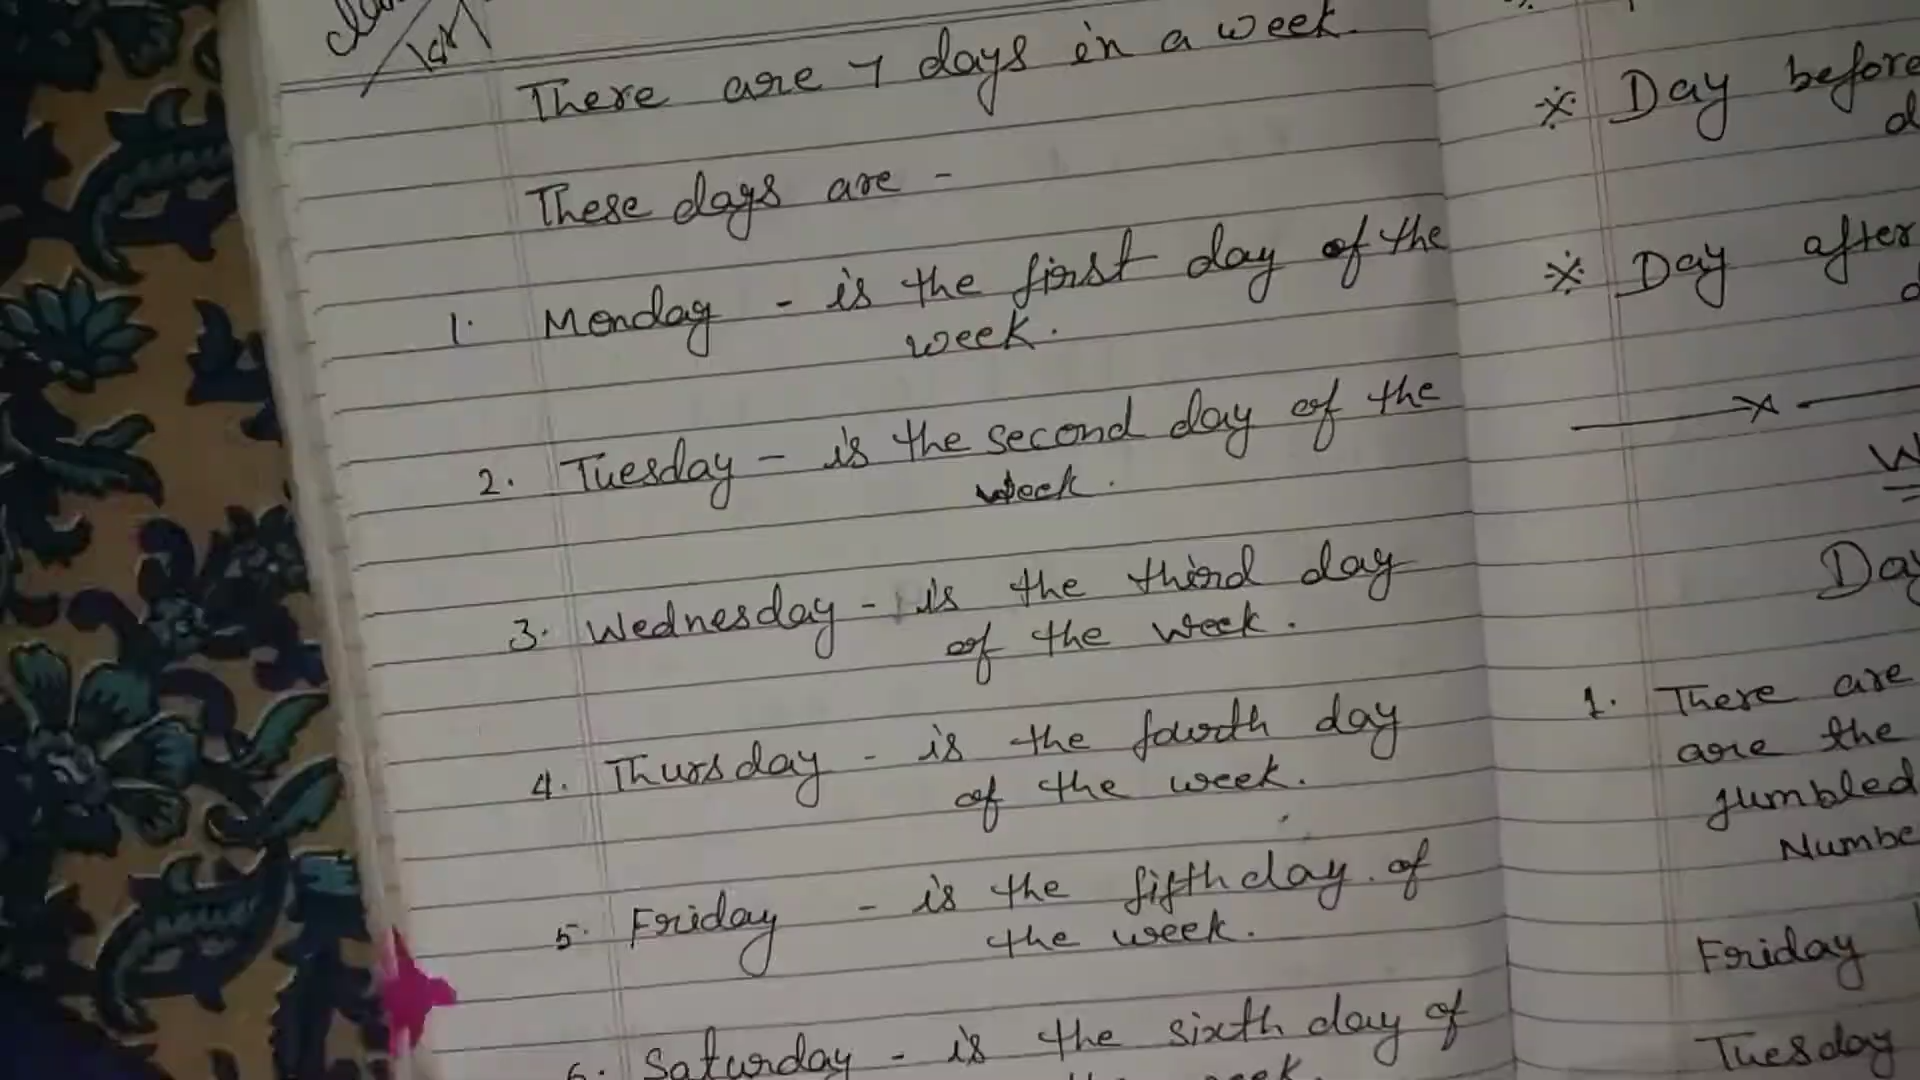 There are 7 days in a week.
These days are -
1. Monday - is the first day of the
week.
2. Tuesday - is the second day of the
week.
3. Wednesday - is the third day
of the week.
4. Thursday - is the fourth day
of the week.
5. Friday - is the fifth day of
the week.
6. Saturday - is the sixth day of
week.
※ Day before
※ Day after
Day
1. There are
are the
jumbled
Numbe
Friday
Tuesday